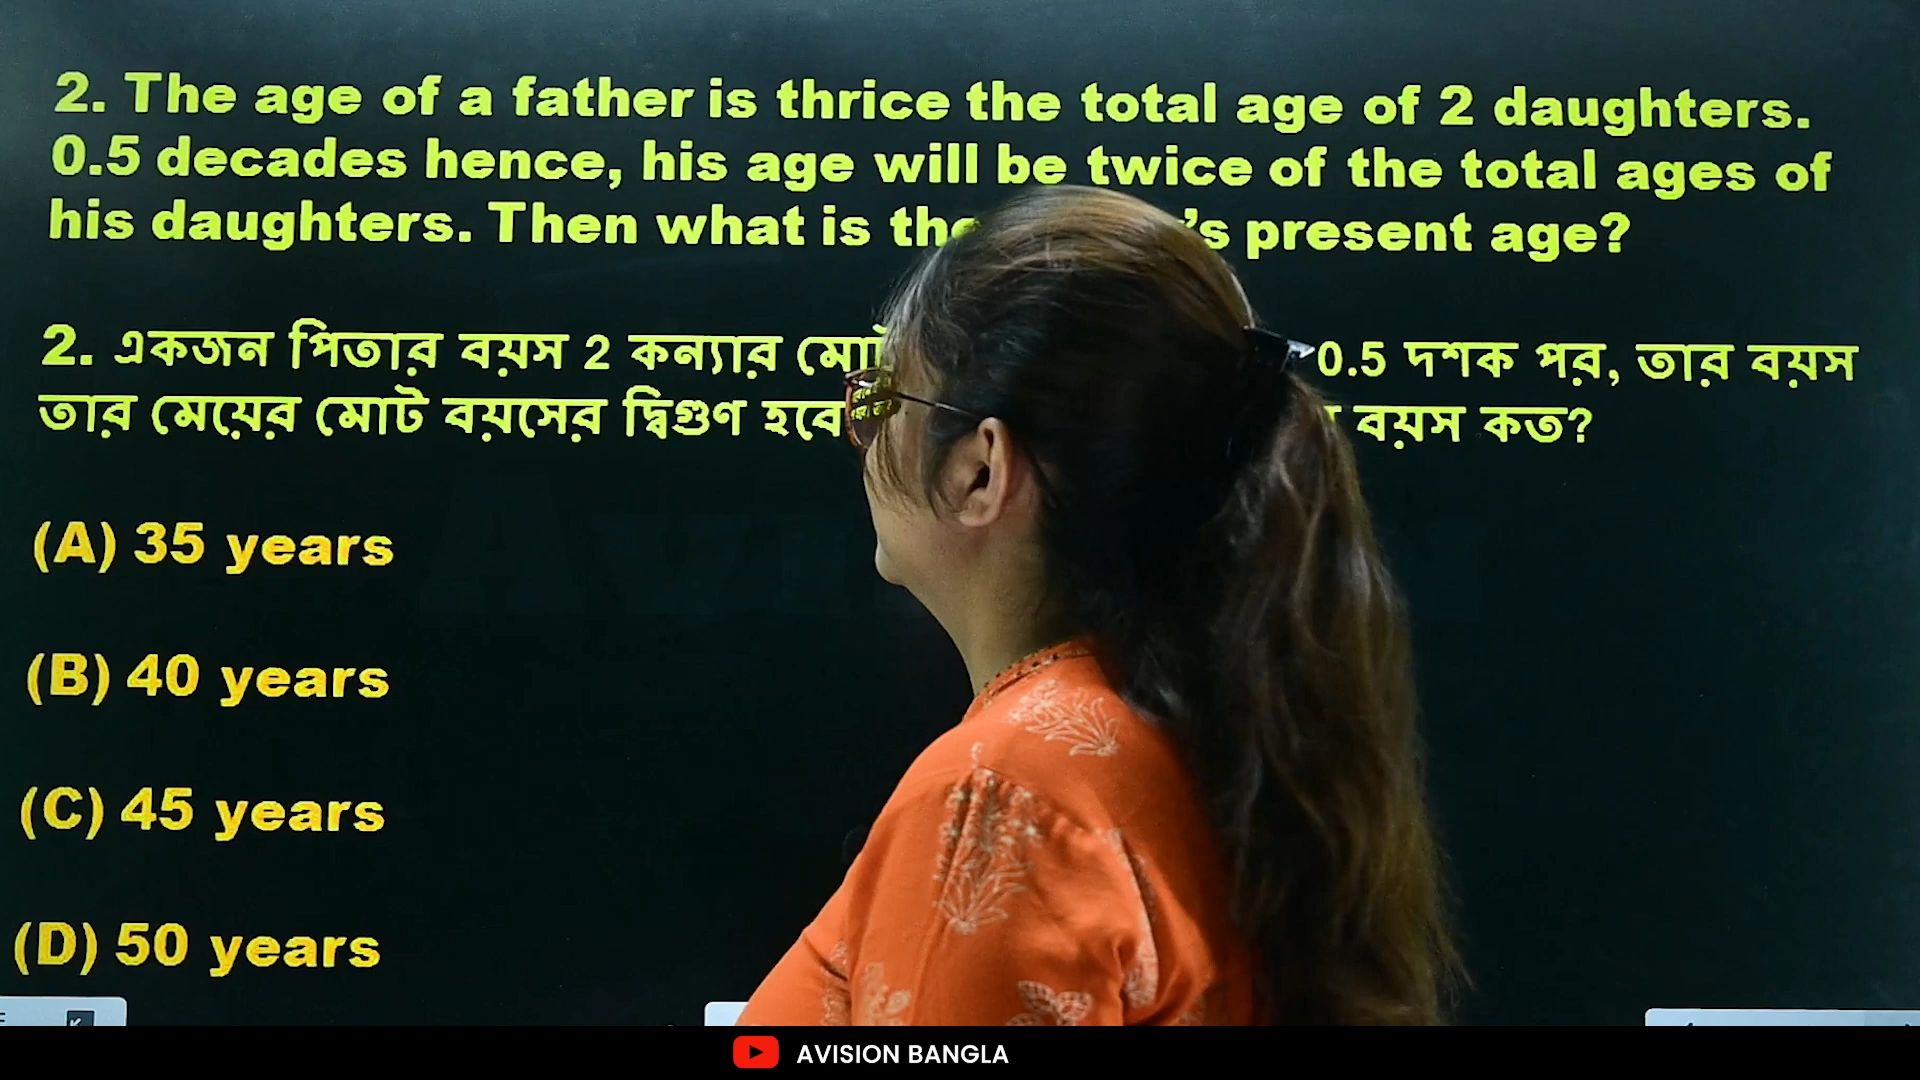 2. The age of a father is thrice the total age of 2 daughters.
0.5 decades hence, his age will be twice of the total ages of
his daughters. Then what is 's present age?
2. একজন পিতার বয়স 2 কন্যার 0.5 দশক পর, তার বয়স
তার মেয়ের মোট বয়সের দ্বিগুণ হবে বয়স কত?
(A) 35 years
(B) 40 years
(C) 45 years
(D) 50 years
AVISION BANGLA